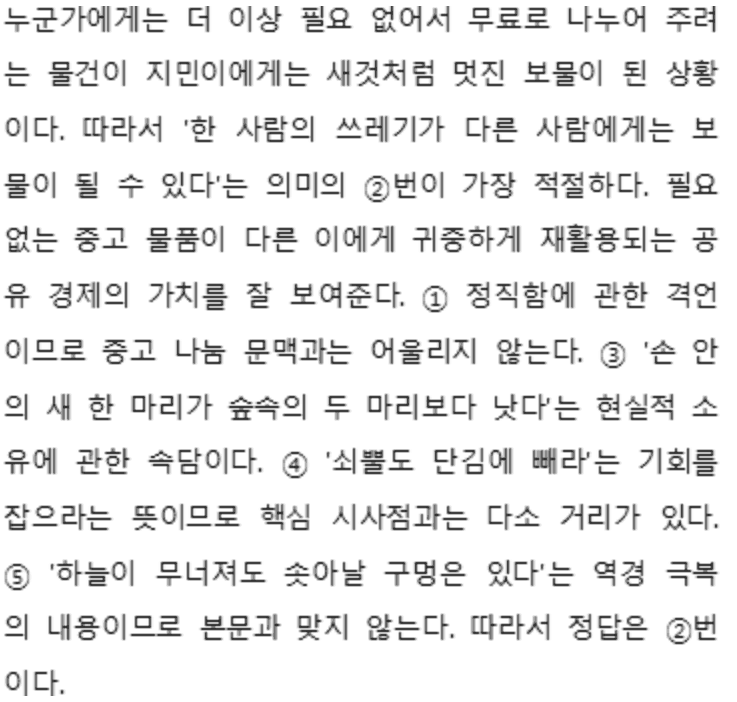 누군가에게는 더 이상 필요 없어서 무료로 나누어 주려
는 물건이 지민이에게는 새것처럼 멋진 보물이 된 상황
이다. 따라서 '한 사람의 쓰레기가 다른 사람에게는 보
물이 될 수 있다'는 의미의 ②번이 가장 적절하다. 필요
없는 중고 물품이 다른 이에게 귀중하게 재활용되는 공
유 경제의 가치를 잘 보여준다. ① 정직함에 관한 격언
이므로 중고 나눔 문맥과는 어울리지 않는다. ③ '손 안
의 새 한 마리가 숲속의 두 마리보다 낫다'는 현실적 소
유에 관한 속담이다. ④ '쇠뿔도 단김에 빼라'는 기회를
잡으라는 뜻이므로 핵심 시사점과는 다소 거리가 있다.
⑤ '하늘이 무너져도 솟아날 구멍은 있다'는 역경 극복
의 내용이므로 본문과 맞지 않는다. 따라서 정답은 ②번
이다.